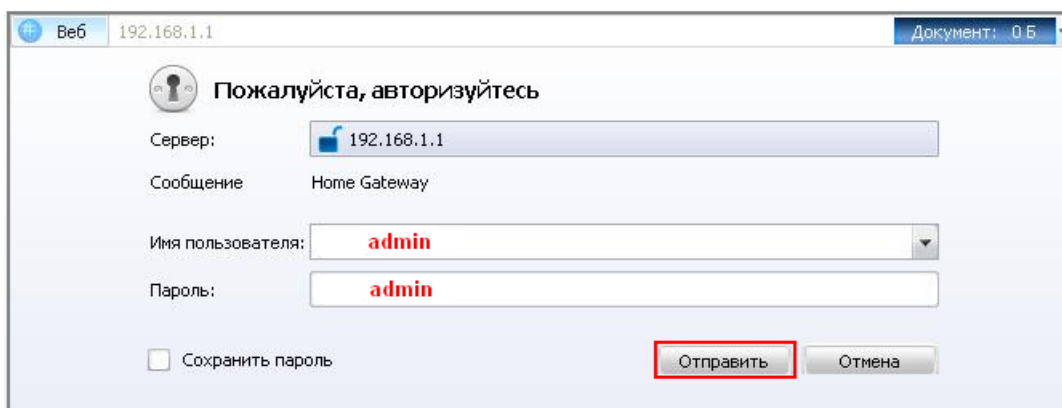 Веб 192.168.1.1 Документ: 0 Б
Пожалуйста, авторизуйтесь
Сервер: 192.168.1.1
Сообщение Home Gateway
Имя пользователя: admin
Пароль: admin
Сохранить пароль Отправить Отмена